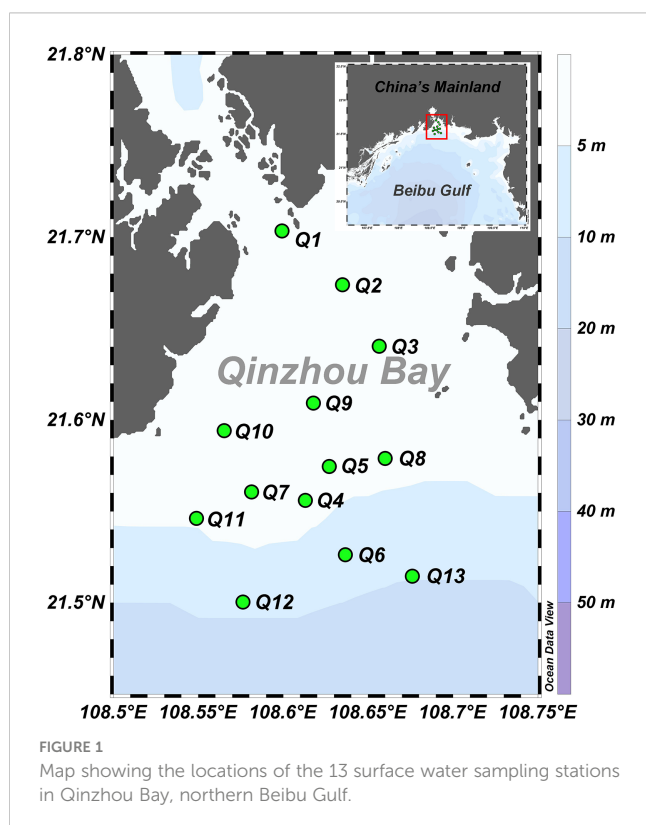 21.8°N
21.7°N
21.6°N
21.5°N
China's Mainland
Beibu Gulf
5 m
10 m
20 m
30 m
40 m
50 m
Q1
Q2
Q3
Qinzhou Bay
Q9
Q10
Q5
Q8
Q7
Q4
Q11
Q6
Q13
Q12
Ocean Data View
108.5°E
108.55°E
108.6°E
108.65°E
108.7°E
108.75°E
FIGURE 1
Map showing the locations of the 13 surface water sampling stations
in Qinzhou Bay, northern Beibu Gulf.